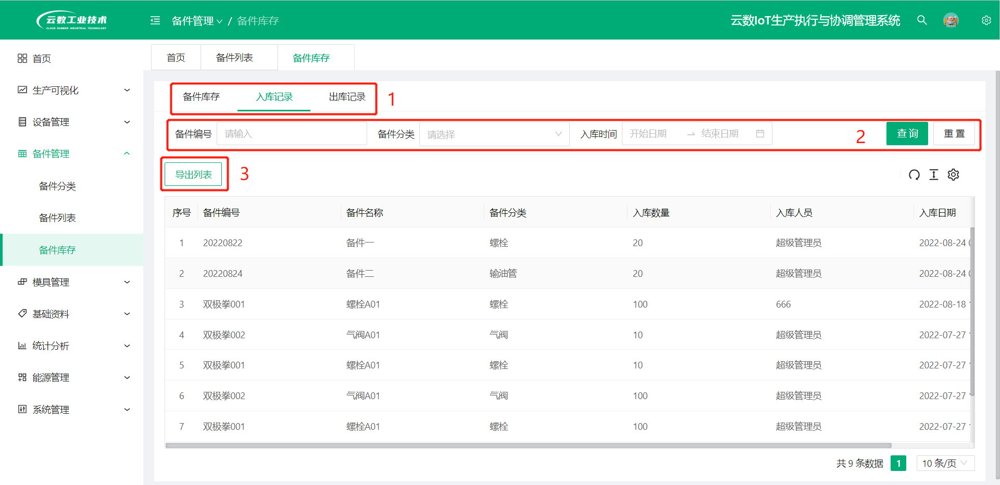 云数工业技术
CLOUD NUMBER INDUSTRIAL TECHNOLOGY
备件管理 / 备件库存
云数IoT生产执行与协调管理系统
首页
生产可视化
设备管理
备件管理
备件分类
备件列表
备件库存
模具管理
基础资料
统计分析
能源管理
系统管理
首页 备件列表 备件库存
备件库存 入库记录 出库记录 1
备件编号 请输入 备件分类 请选择 入库时间 开始日期 → 结束日期 2 查询 重置
导出列表 3
序号 备件编号 备件名称 备件分类 入库数量 入库人员 入库日期
1 20220822 备件一 螺栓 20 超级管理员 2022-08-24
2 20220824 备件二 输油管 20 超级管理员 2022-08-24
3 双极拳001 螺栓A01 螺栓 100 666 2022-08-18
4 双极拳002 气阀A01 气阀 10 超级管理员 2022-07-27
5 双极拳001 螺栓A01 螺栓 10 超级管理员 2022-07-27
6 双极拳002 气阀A01 气阀 100 超级管理员 2022-07-27
7 双极拳001 螺栓A01 螺栓 100 超级管理员 2022-07-27
共 9 条数据 1 10 条/页